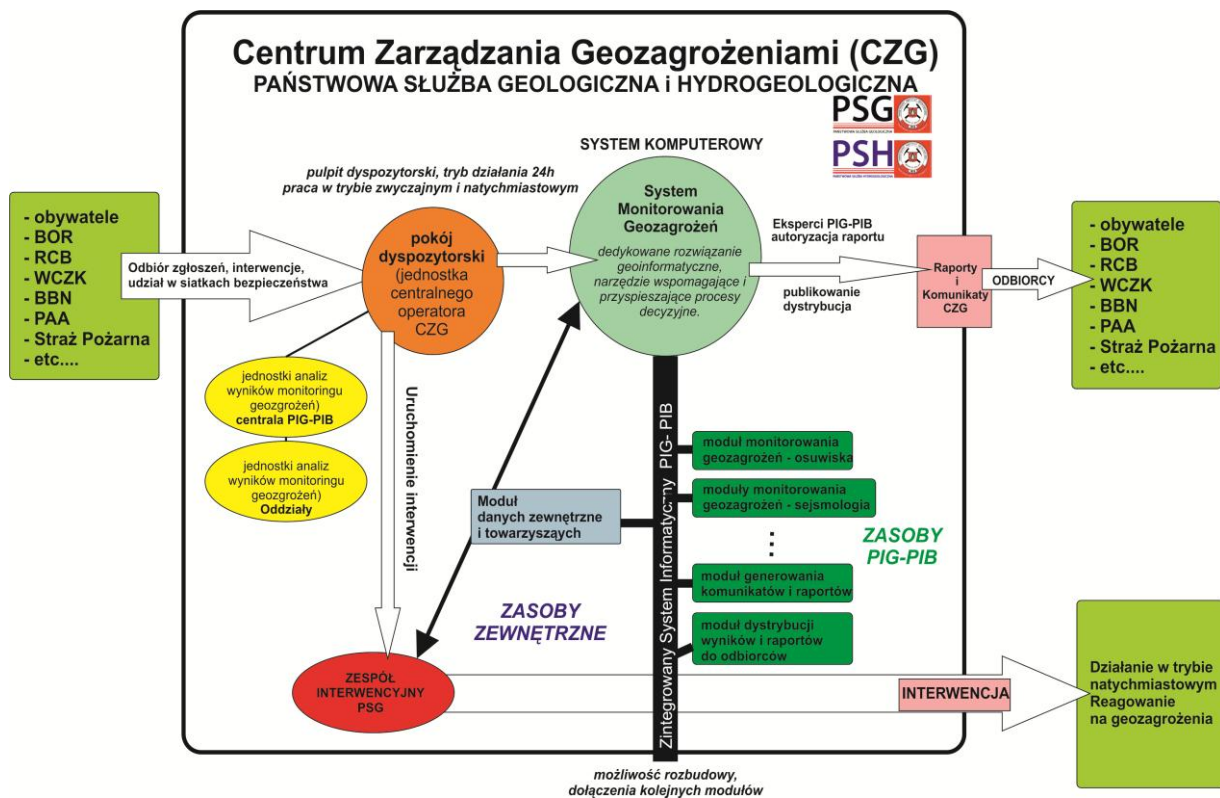 Centrum Zarządzania Geozagrożeniami (CZG)
PAŃSTWOWA SŁUŻBA GEOLOGICZNA i HYDROGEOLOGICZNA
PSG
PAŃSTWOWA SŁUŻBA GEOLOGICZNA
PSH
PAŃSTWOWA SŁUŻBA HYDROGEOLOGICZNA
SYSTEM KOMPUTEROWY
pulpit dyspozytorski, tryb działania 24h
praca w trybie zwyczajnym i natychmiastowym
- obywatele
- BOR
- RCB
- WCZK
- BBN
- PAA
- Straż Pożarna
- etc....
Odbiór zgłoszeń, interwencje,
udział w siatkach bezpieczeństwa
pokój
dyspozytorski
(jednostka
centralnego
operatora
CZG
System
Monitorowania
Geozagrożeń
dedykowane rozwiązanie
geoinformatyczne,
narzędzie wspomagające i
przyspieszające procesy
decyzyjne.
Eksperci PIG-PIB
autoryzacja raportu
publikowanie
dystrybucja
Raporty
i
Komunikaty
CZG
ODBIORCY
- obywatele
- BOR
- RCB
- WCZK
- BBN
- PAA
- Straż Pożarna
- etc....
jednostki analiz
wyników monitoringu
geozgrożeń)
centrala PIG-PIB
jednostki analiz
wyników monitoringu
geozgrożeń)
Oddziały
Uruchomienie interwencji
Moduł
danych zewnętrzne
i towarzysząych
Zintegrowany System Informatyczny PIG- PIB
moduł monitorowania
geozagrożeń - osuwiska
moduły monitorowania
geozagrożeń - sejsmologia
...
moduł generowania
komunikatów i raportów
moduł dystrybucji
wyników i raportów
do odbiorców
ZASOBY
PIG-PIB
ZASOBY
ZEWNĘTRZNE
ZESPÓŁ
INTERWENCYJNY
PSG
INTERWENCJA
Działanie w trybie
natychmiastowym
Reagowanie
na geozagrożenia
możliwość rozbudowy,
dołączenia kolejnych modułów